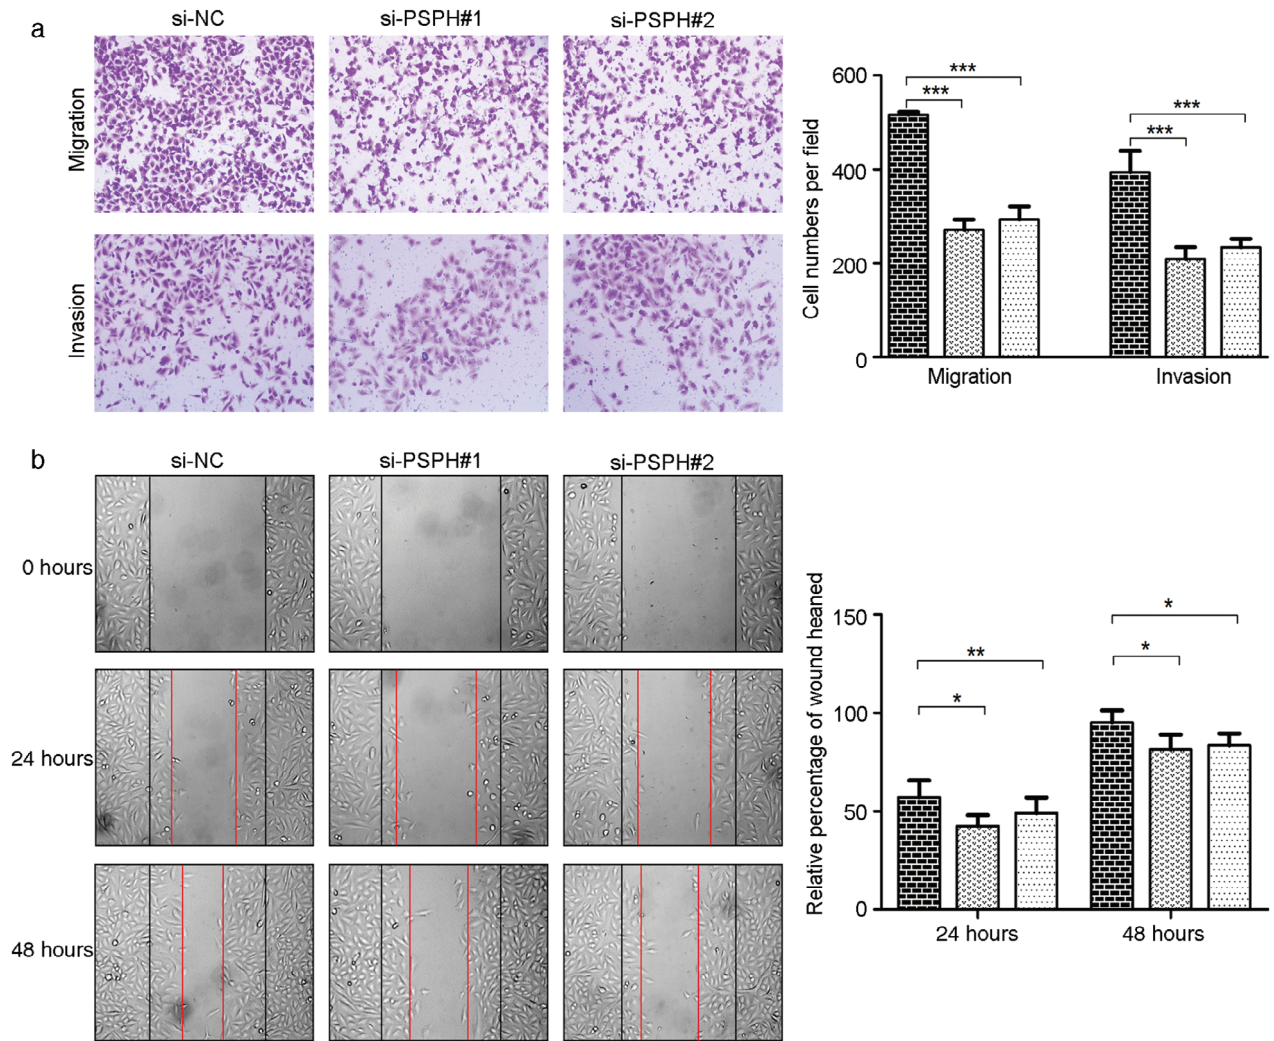 a
si-NC
si-PSPH#1
si-PSPH#2
Migration
Invasion
Cell numbers per field
600
400
200
0
***
***
***
***
Migration
Invasion
b
si-NC
si-PSPH#1
si-PSPH#2
0 hours
24 hours
48 hours
Relative percentage of wound heaned
150
100
50
0
**
*
*
*
24 hours
48 hours